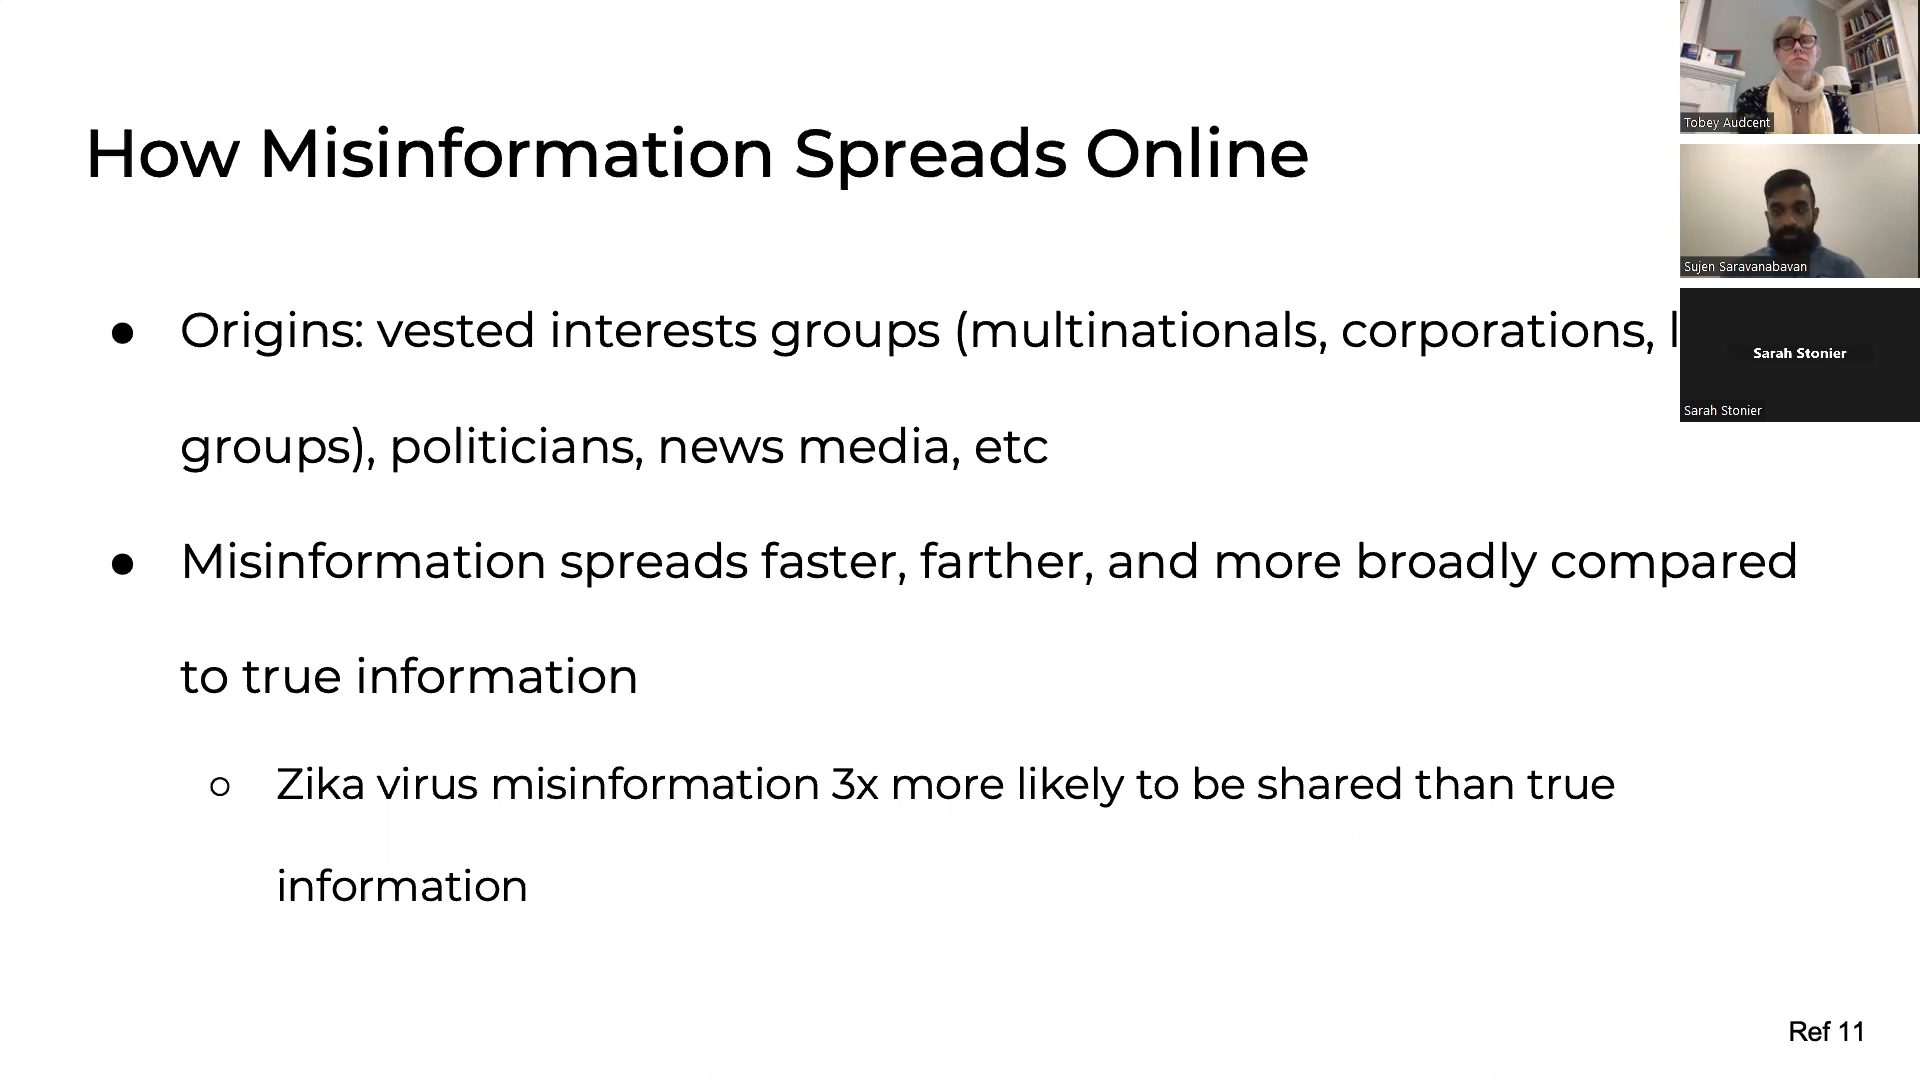 How Misinformation Spreads Online
● Origins: vested interests groups (multinationals, corporations,
groups), politicians, news media, etc
● Misinformation spreads faster, farther, and more broadly compared
to true information
○ Zika virus misinformation 3x more likely to be shared than true
information
Ref 11
Tobey Audcent
Sujen Saravanabavan
Sarah Stonier
Sarah Stonier